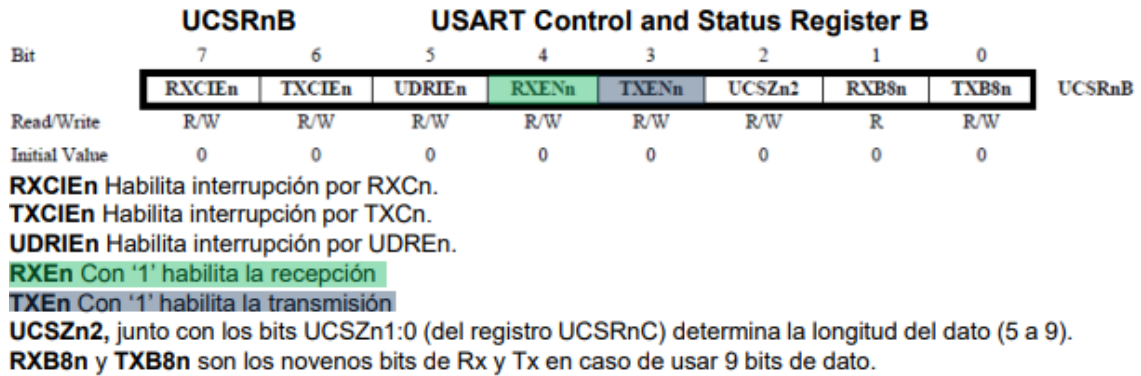 UCSRnB USART Control and Status Register B
Bit 7 6 5 4 3 2 1 0
RXCIEn TXCIEn UDRIEn RXENn TXENn UCSZn2 RXB8n TXB8n UCSRnB
Read/Write R/W R/W R/W R/W R/W R/W R R/W
Initial Value 0 0 0 0 0 0 0 0
RXCIEn Habilita interrupción por RXCn.
TXCIEn Habilita interrupción por TXCn.
UDRIEn Habilita interrupción por UDREn.
RXEn Con ‘1’ habilita la recepción
TXEn Con ‘1’ habilita la transmisión
UCSZn2, junto con los bits UCSZn1:0 (del registro UCSRnC) determina la longitud del dato (5 a 9).
RXB8n y TXB8n son los novenos bits de Rx y Tx en caso de usar 9 bits de dato.